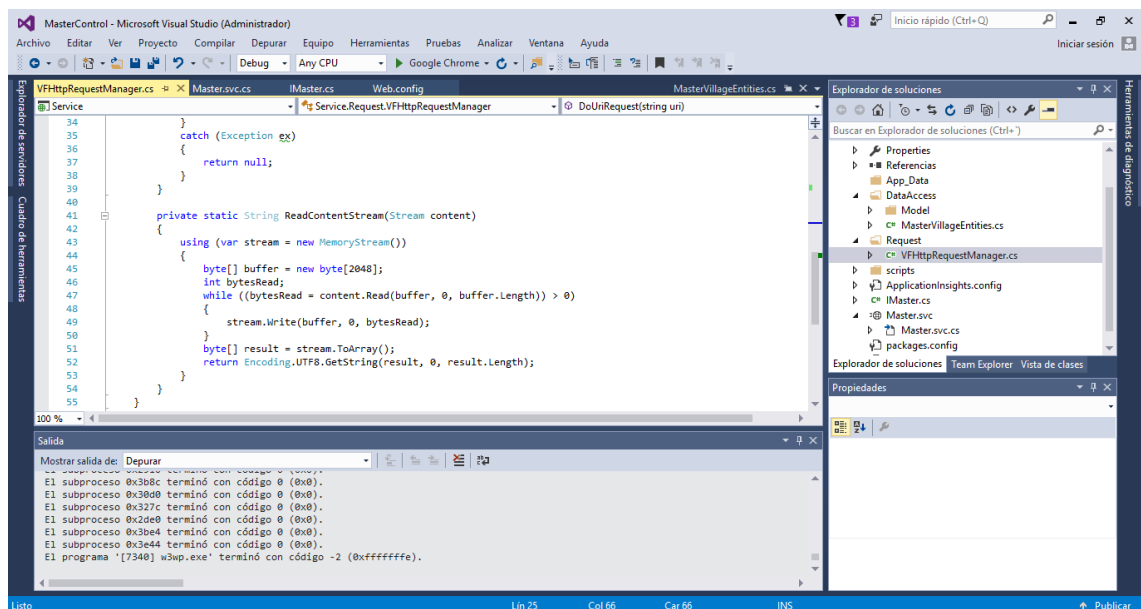 MasterControl - Microsoft Visual Studio (Administrador)
3
Inicio rápido (Ctrl+Q)
Archivo Editar Ver Proyecto Compilar Depurar Equipo Herramientas Pruebas Analizar Ventana Ayuda
Iniciar sesión
Debug Any CPU Google Chrome
Explorador de servidores
Cuadro de herramientas
VFHttpRequestManager.cs Master.svc.cs IMaster.cs Web.config MasterVillageEntities.cs
Service Service.Request.VFHttpRequestManager DoUriRequest(string uri)
34 }
35 catch (Exception ex)
36 {
37 return null;
38 }
39 }
40
41 private static String ReadContentStream(Stream content)
42 {
43 using (var stream = new MemoryStream())
44 {
45 byte[] buffer = new byte[2048];
46 int bytesRead;
47 while ((bytesRead = content.Read(buffer, 0, buffer.Length)) > 0)
48 {
49 stream.Write(buffer, 0, bytesRead);
50 }
51 byte[] result = stream.ToArray();
52 return Encoding.UTF8.GetString(result, 0, result.Length);
53 }
54 }
55 }
100 %
Salida
Mostrar salida de: Depurar
El subproceso 0x3b8c terminó con código 0 (0x0).
El subproceso 0x30d0 terminó con código 0 (0x0).
El subproceso 0x327c terminó con código 0 (0x0).
El subproceso 0x2de0 terminó con código 0 (0x0).
El subproceso 0x3be4 terminó con código 0 (0x0).
El subproceso 0x3e44 terminó con código 0 (0x0).
El programa '[7340] w3wp.exe' terminó con código -2 (0xfffffffe).
Explorador de soluciones
Buscar en Explorador de soluciones (Ctrl+¨)
Properties
Referencias
App_Data
DataAccess
Model
C# MasterVillageEntities.cs
Request
C# VFHttpRequestManager.cs
scripts
ApplicationInsights.config
C# IMaster.cs
Master.svc
Master.svc.cs
packages.config
Explorador de soluciones Team Explorer Vista de clases
Propiedades
Herramientas de diagnóstico
Listo Lín 25 Col 66 Car 66 INS Publicar